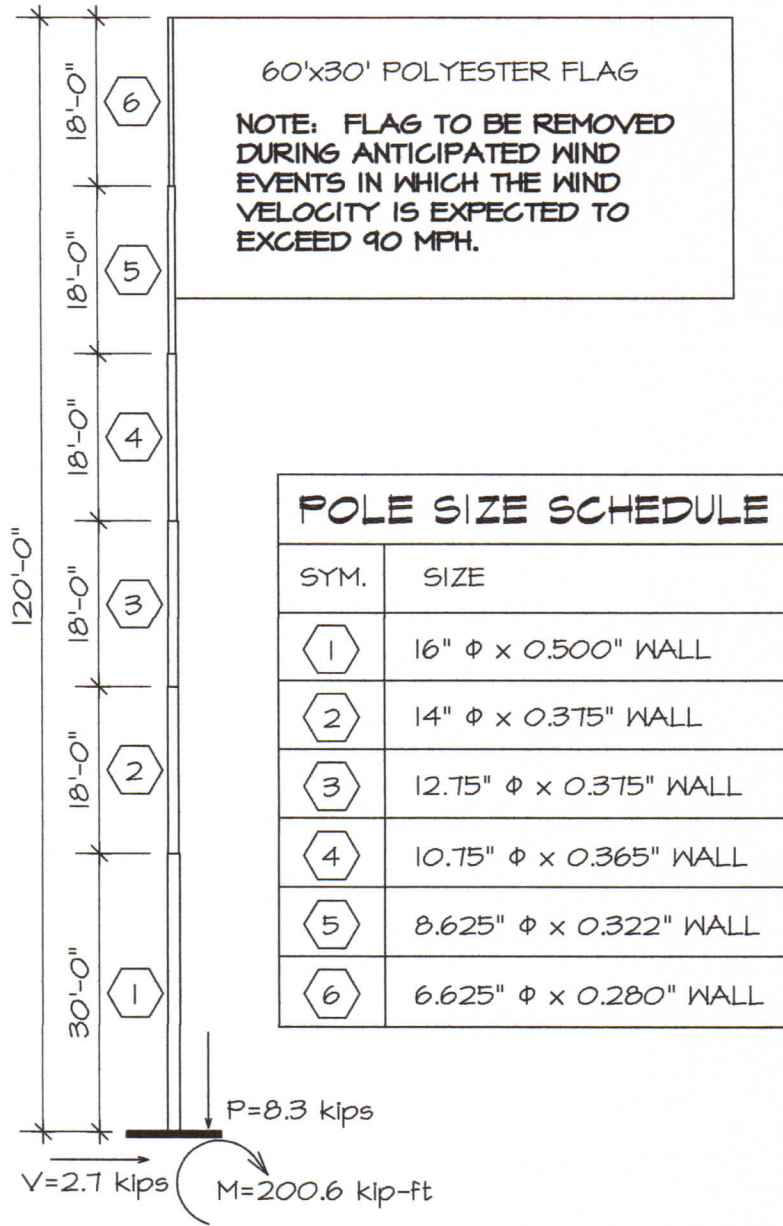 60'x30' POLYESTER FLAG
NOTE: FLAG TO BE REMOVED
DURING ANTICIPATED WIND
EVENTS IN WHICH THE WIND
VELOCITY IS EXPECTED TO
EXCEED 90 MPH.
120'-0"
18'-0"
6
18'-0"
5
18'-0"
4
18'-0"
3
18'-0"
2
30'-0"
1
POLE SIZE SCHEDULE
SYM. SIZE
1 16" Φ x 0.500" WALL
2 14" Φ x 0.375" WALL
3 12.75" Φ x 0.375" WALL
4 10.75" Φ x 0.365" WALL
5 8.625" Φ x 0.322" WALL
6 6.625" Φ x 0.280" WALL
P=8.3 kips
V=2.7 kips
M=200.6 kip-ft